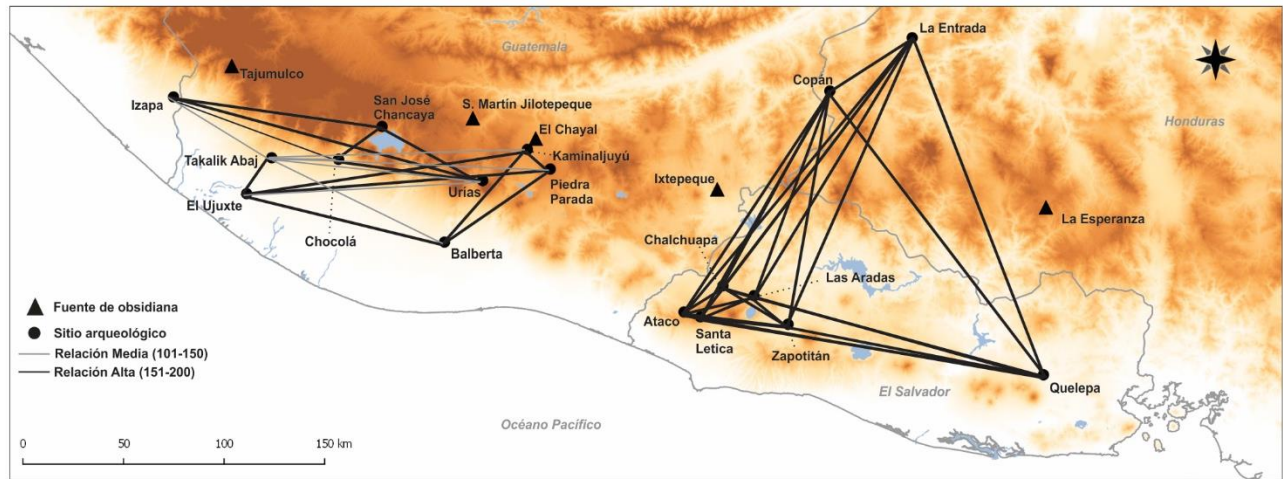 La Entrada
Guatemala
Copán
Tajumulco
Izapa
San José
Chancaya
S. Martín Jilotepeque
El Chayal
Honduras
Takalik Abaj
Kaminaljuyú
Urias
Piedra
Parada
Ixtepeque
El Ujuxte
La Esperanza
Chocolá
Balberta
Chalchuapa
Las Aradas
Fuente de obsidiana
Sitio arqueológico
Relación Media (101-150)
Relación Alta (151-200)
Ataco
Santa
Letica
Zapotitán
Quelepa
El Salvador
Océano Pacifico
0 50 100 150 km